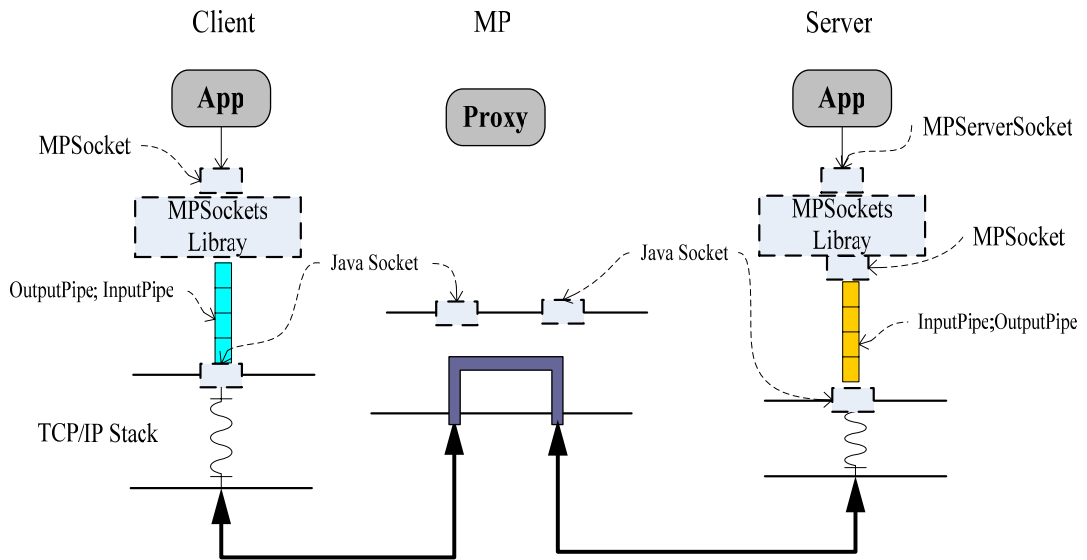 Client
MP
Server
App
Proxy
App
MPSocket
MPServerSocket
MPSockets
Libray
MPSockets
Libray
MPSocket
Java Socket
Java Socket
OutputPipe; InputPipe
InputPipe;OutputPipe
TCP/IP Stack